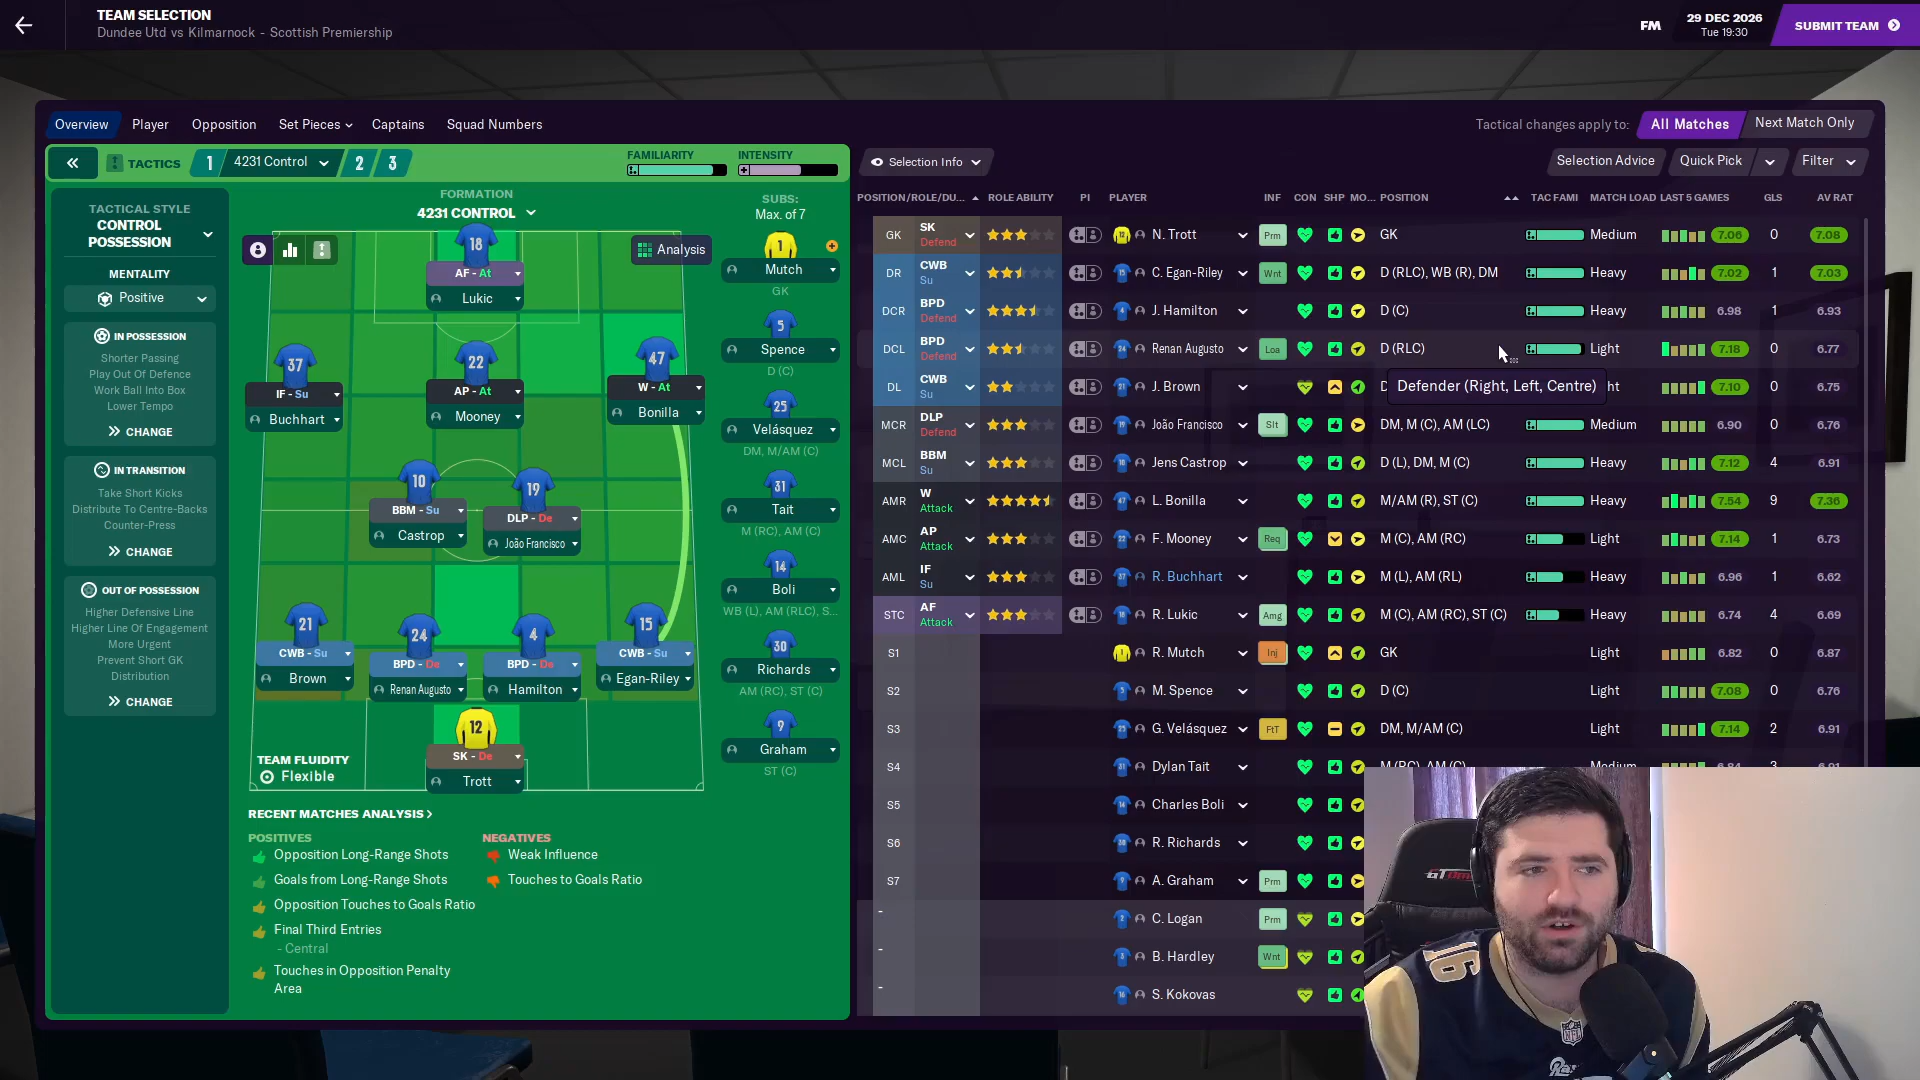 TEAM SELECTION
Dundee Utd vs Kilmarnock - Scottish Premiership
FM
29 DEC 2026
Tue 19:30
SUBMIT TEAM
Overview
Player
Opposition
Set Pieces
Captains
Squad Numbers
Tactical changes apply to:
All Matches
Next Match Only
TACTICS
1
4231 Control
2
3
FAMILIARITY
INTENSITY
TACTICAL STYLE
CONTROL
POSSESSION
MENTALITY
Positive
IN POSSESSION
Shorter Passing
Play Out Of Defence
Work Ball Into Box
Lower Tempo
CHANGE
IN TRANSITION
Take Short Kicks
Distribute To Centre-Backs
Counter-Press
CHANGE
OUT OF POSSESSION
Higher Defensive Line
Higher Line Of Engagement
More Urgent
Prevent Short GK
Distribution
CHANGE
FORMATION
4231 CONTROL
Analysis
18
AF - At
Lukic
37
IF - Su
Buchhart
22
AP - At
Mooney
47
W - At
Bonilla
10
BBM - Su
Castrop
19
DLP - De
João Francisco
21
CWB - Su
Brown
24
BPD - De
Renan Augusto
4
BPD - De
Hamilton
15
CWB - Su
Egan-Riley
12
SK - De
Trott
TEAM FLUIDITY
Flexible
SUBS:
Max. of 7
1
Mutch
GK
5
Spence
D (C)
25
Velásquez
DM, M/AM (C)
31
Tait
M (RC), AM (C)
14
Boli
WB (L), AM (RLC), S...
30
Richards
AM (RC), ST (C)
9
Graham
ST (C)
RECENT MATCHES ANALYSIS
POSITIVES
Opposition Long-Range Shots
Goals from Long-Range Shots
Opposition Touches to Goals Ratio
Final Third Entries
- Central
Touches in Opposition Penalty
Area
NEGATIVES
Weak Influence
Touches to Goals Ratio
Selection Info
Selection Advice
Quick Pick
Filter
POSITION/ROLE/DU... ROLE ABILITY PI PLAYER INF CON SHP MO... POSITION TAC FAMI MATCH LOAD LAST 5 GAMES GLS AV RAT
GK SK Defend N. Trott Prm GK Medium 7.06 0 7.08
DR CWB Su C. Egan-Riley Wnt D (RLC), WB (R), DM Heavy 7.02 1 7.03
DCR BPD Defend J. Hamilton D (C) Heavy 6.98 1 6.93
DCL BPD Defend Renan Augusto Loa D (RLC) Light 7.18 0 6.77
DL CWB Su J. Brown D Defender (Right, Left, Centre) ht 7.10 0 6.75
MCR DLP Defend João Francisco Slt DM, M (C), AM (LC) Medium 6.90 0 6.76
MCL BBM Su Jens Castrop D (L), DM, M (C) Heavy 7.12 4 6.91
AMR W Attack L. Bonilla M/AM (R), ST (C) Heavy 7.54 9 7.36
AMC AP Attack F. Mooney Req M (C), AM (RC) Light 7.14 1 6.73
AML IF Su R. Buchhart M (L), AM (RL) Heavy 6.96 1 6.62
STC AF Attack R. Lukic Amg M (C), AM (RC), ST (C) Heavy 6.74 4 6.69
S1 R. Mutch Inj GK Light 6.82 0 6.87
S2 M. Spence D (C) Light 7.08 0 6.76
S3 G. Velásquez FtT DM, M/AM (C) Light 7.14 2 6.91
S4 Dylan Tait M (RC), AM (C) Medium 6.84 3 6.91
S5 Charles Boli
S6 R. Richards
S7 A. Graham Prm
- C. Logan Prm
- B. Hardley Wnt
- S. Kokovas
16